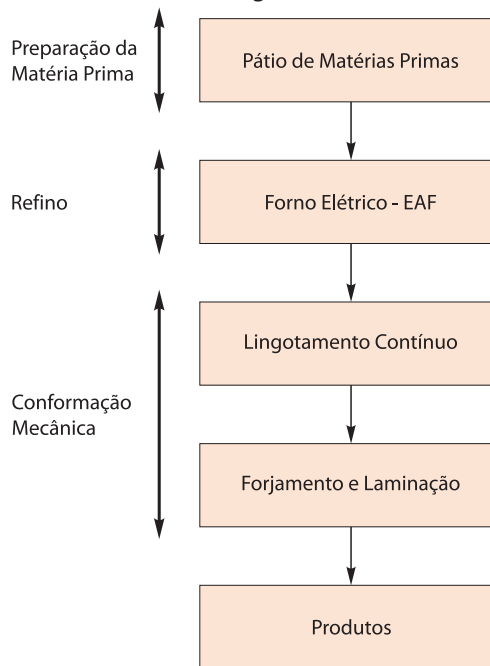 Preparação da
Matéria Prima
Pátio de Matérias Primas
Refino
Forno Elétrico - EAF
Lingotamento Contínuo
Conformação
Mecânica
Forjamento e Laminação
Produtos